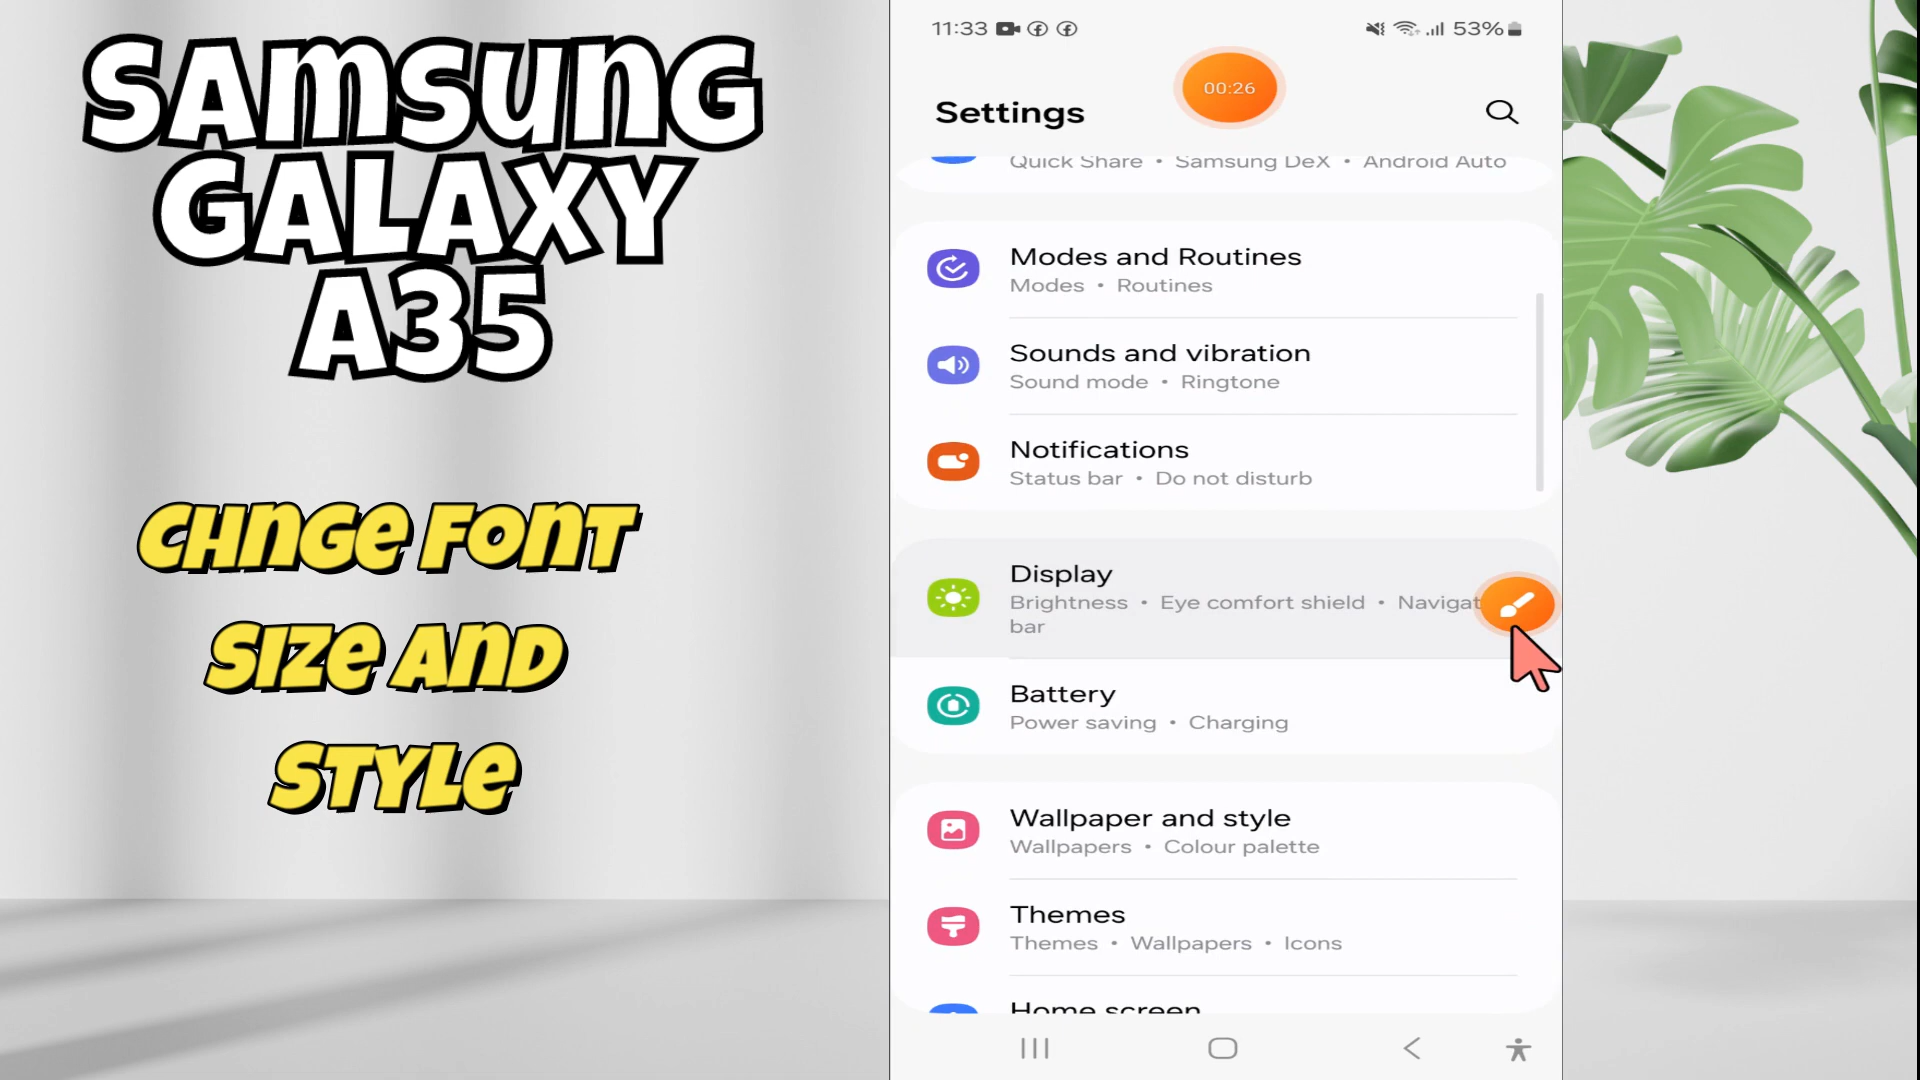 SAMSUNG
GALAXY
A35
CHNGE FONT
SIZE AND
STYLE
11:33
53%
00:26
Settings
Quick Share • Samsung DeX • Android Auto
Modes and Routines
Modes • Routines
Sounds and vibration
Sound mode • Ringtone
Notifications
Status bar • Do not disturb
Display
Brightness • Eye comfort shield • Navigat
bar
Battery
Power saving • Charging
Wallpaper and style
Wallpapers • Colour palette
Themes
Themes • Wallpapers • Icons
Home screen